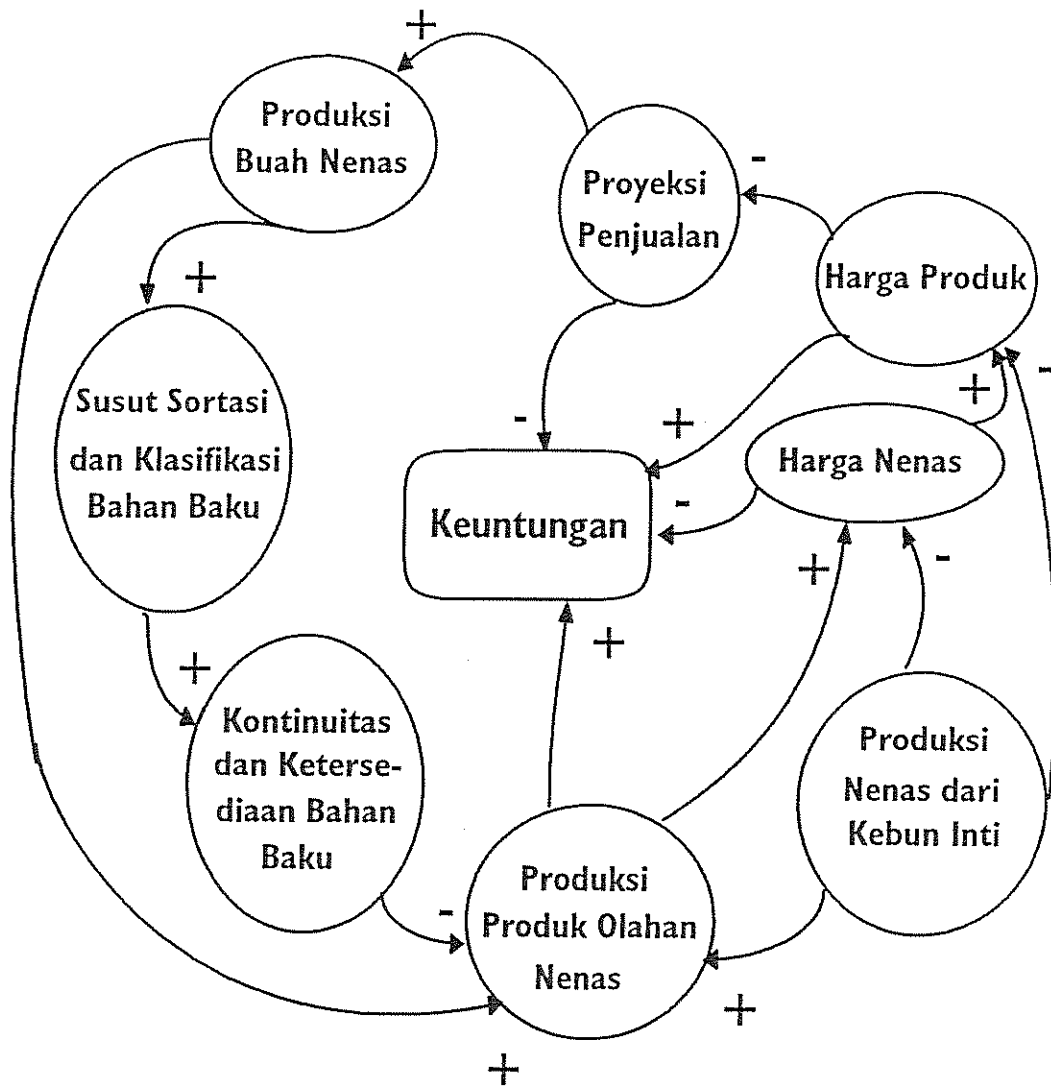 +
Produksi
Buah Nenas
Proyeksi
Penjualan
-
Harga Produk
+
Susut Sortasi
dan Klasifikasi
Bahan Baku
-
+
+
-
Harga Nenas
-
Keuntungan
+
-
+
+
Kontinuitas
dan Keterse-
diaan Bahan
Baku
Produksi
Nenas dari
Kebun Inti
-
Produksi
Produk Olahan
Nenas
+
+